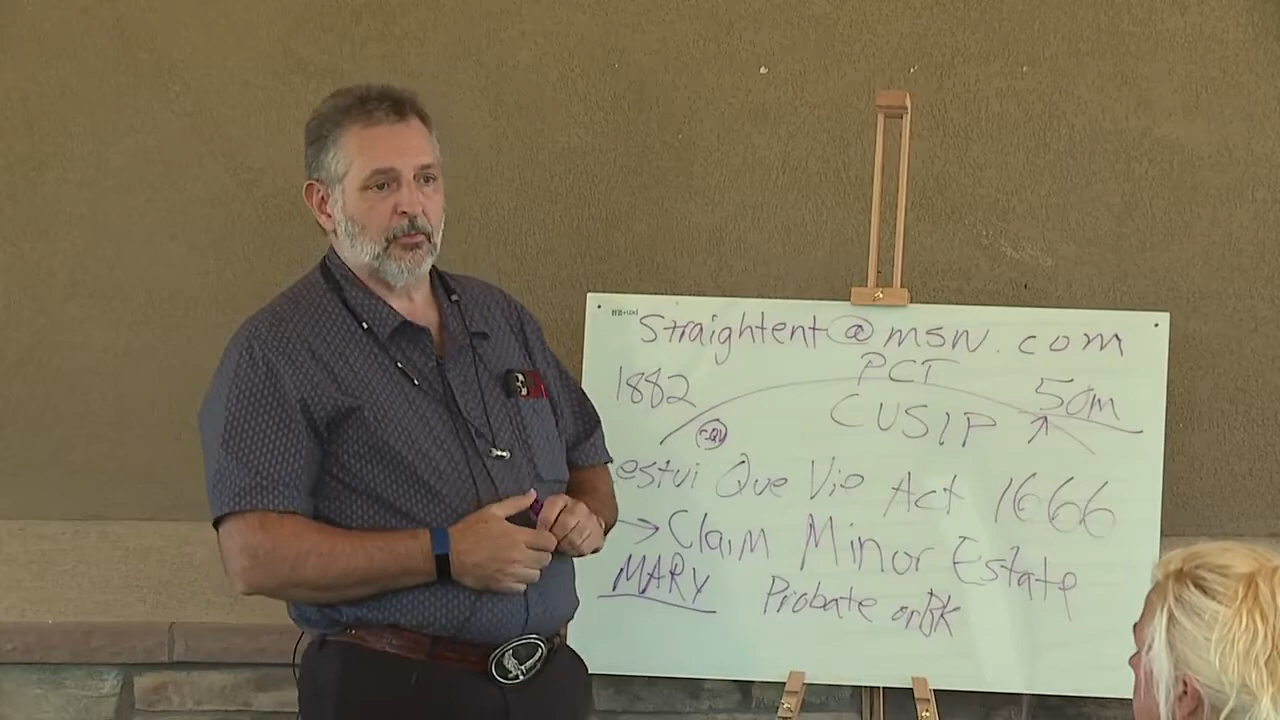 Straightent@msn.com
PCT
1882
50m
CUSIP
estui Que Vie Act 1666
→Claim Minor Estate
MARY Probate or BK